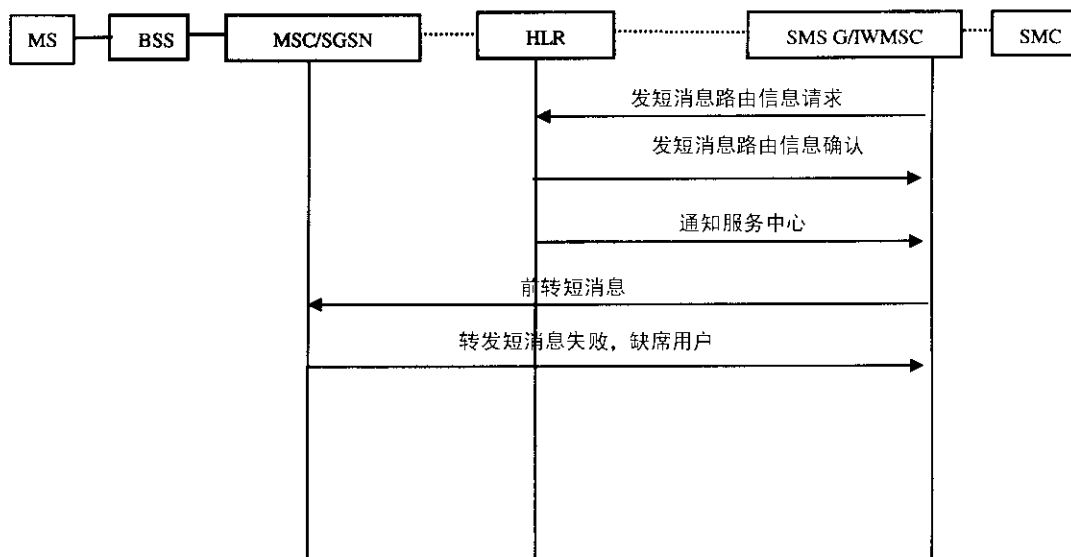 MS BSS MSC/SGSN HLR SMS G/IWMSC SMC
发短消息路由信息请求
发短消息路由信息确认
通知服务中心
前转短消息
转发短消息失败，缺席用户